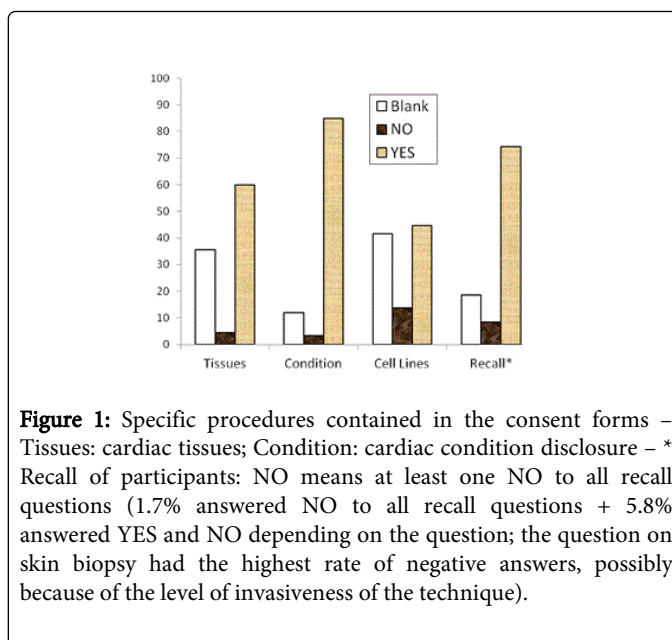 100
90
80
70
60
50
40
30
20
10
0
Blank
NO
YES
Tissues Condition Cell Lines Recall*
Figure 1: Specific procedures contained in the consent forms –
Tissues: cardiac tissues; Condition: cardiac condition disclosure – *
Recall of participants: NO means at least one NO to all recall
questions (1.7% answered NO to all recall questions + 5.8%
answered YES and NO depending on the question; the question on
skin biopsy had the highest rate of negative answers, possibly
because of the level of invasiveness of the technique).